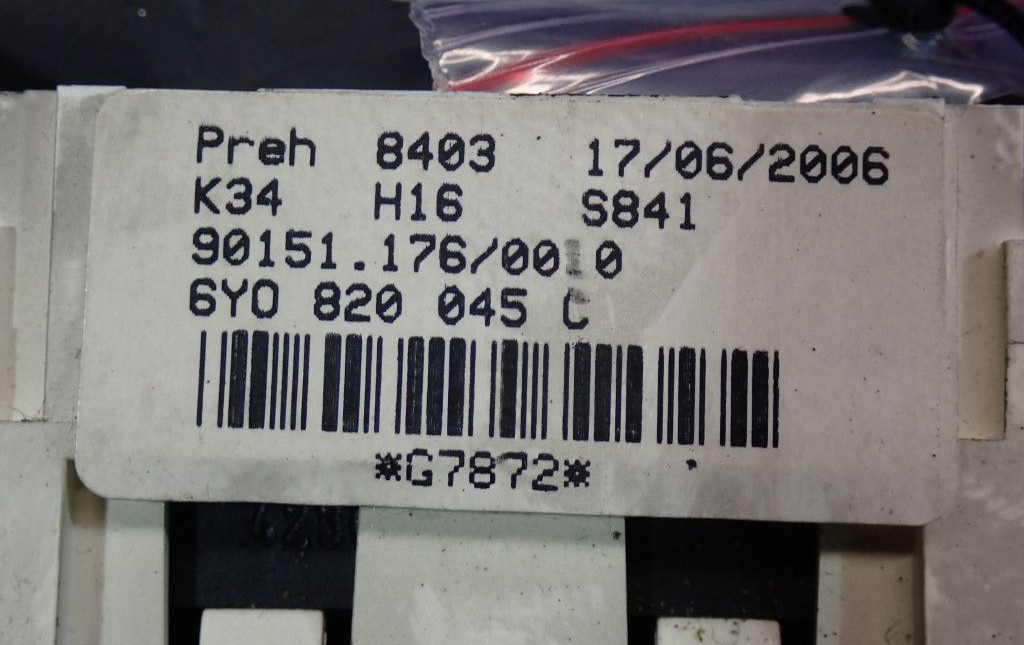 Preh 8403 17/06/2006
K34 H16 S841
90151.176/0010
6Y0 820 045 C
*G7872*